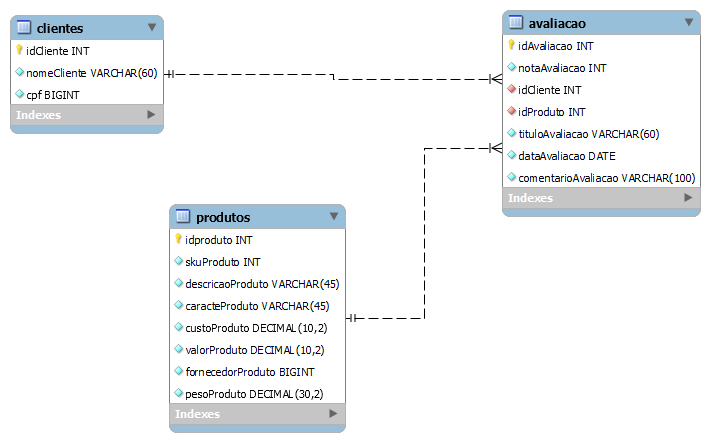 clientes
idCliente INT
nomeCliente VARCHAR(60)
cpf BIGINT
Indexes
avaliacao
idAvaliacao INT
notaAvaliacao INT
idCliente INT
idProduto INT
tituloAvaliacao VARCHAR(60)
dataAvaliacao DATE
comentarioAvaliacao VARCHAR(100)
Indexes
produtos
idproduto INT
skuProduto INT
descricaoProduto VARCHAR(45)
caracteProduto VARCHAR(45)
custoProduto DECIMAL(10,2)
valorProduto DECIMAL(10,2)
fornecedorProduto BIGINT
pesoProduto DECIMAL(30,2)
Indexes